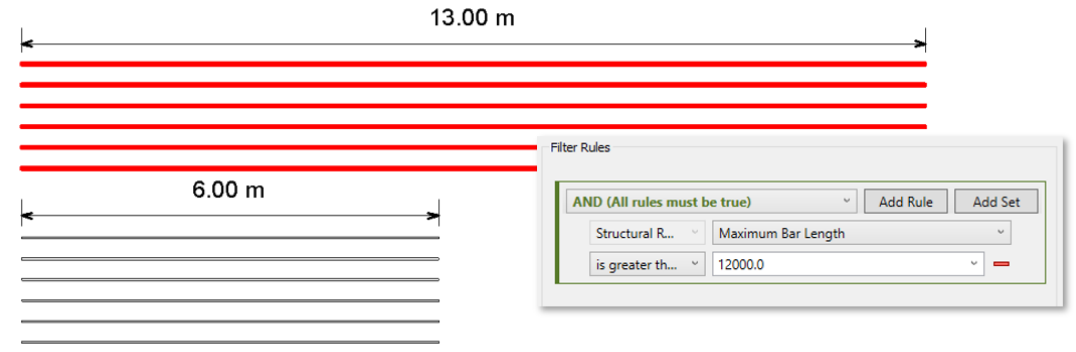 13.00 m
6.00 m
Filter Rules
AND (All rules must be true)
Add Rule
Add Set
Structural R...
Maximum Bar Length
is greater th...
12000.0